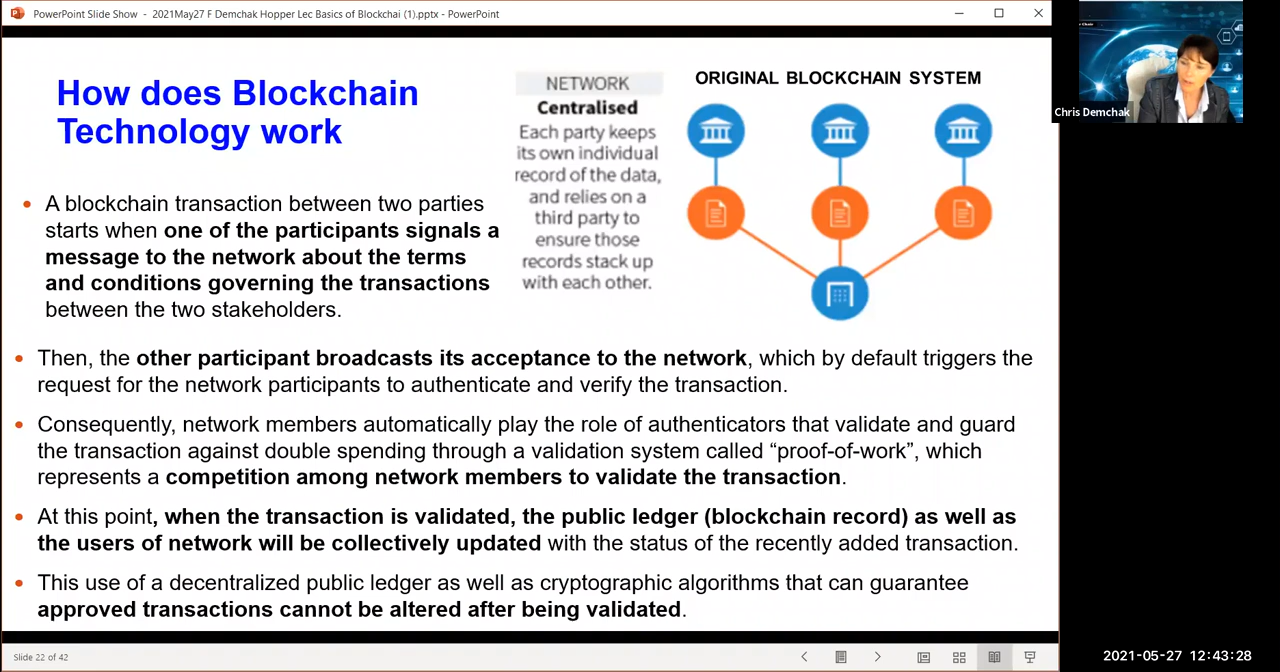 PowerPoint Slide Show - 2021May27 F Demchak Hopper Lec Basics of Blockchai (1).pptx - PowerPoint
How does Blockchain
Technology work
NETWORK
Centralised
Each party keeps
its own individual
record of the data,
and relies on a
third party to
ensure those
records stack up
with each other.
ORIGINAL BLOCKCHAIN SYSTEM
Chris Demchak
• A blockchain transaction between two parties
starts when one of the participants signals a
message to the network about the terms
and conditions governing the transactions
between the two stakeholders.
• Then, the other participant broadcasts its acceptance to the network, which by default triggers the
request for the network participants to authenticate and verify the transaction.
• Consequently, network members automatically play the role of authenticators that validate and guard
the transaction against double spending through a validation system called “proof-of-work”, which
represents a competition among network members to validate the transaction.
• At this point, when the transaction is validated, the public ledger (blockchain record) as well as
the users of network will be collectively updated with the status of the recently added transaction.
• This use of a decentralized public ledger as well as cryptographic algorithms that can guarantee
approved transactions cannot be altered after being validated.
Slide 22 of 42
2021-05-27 12:43:28